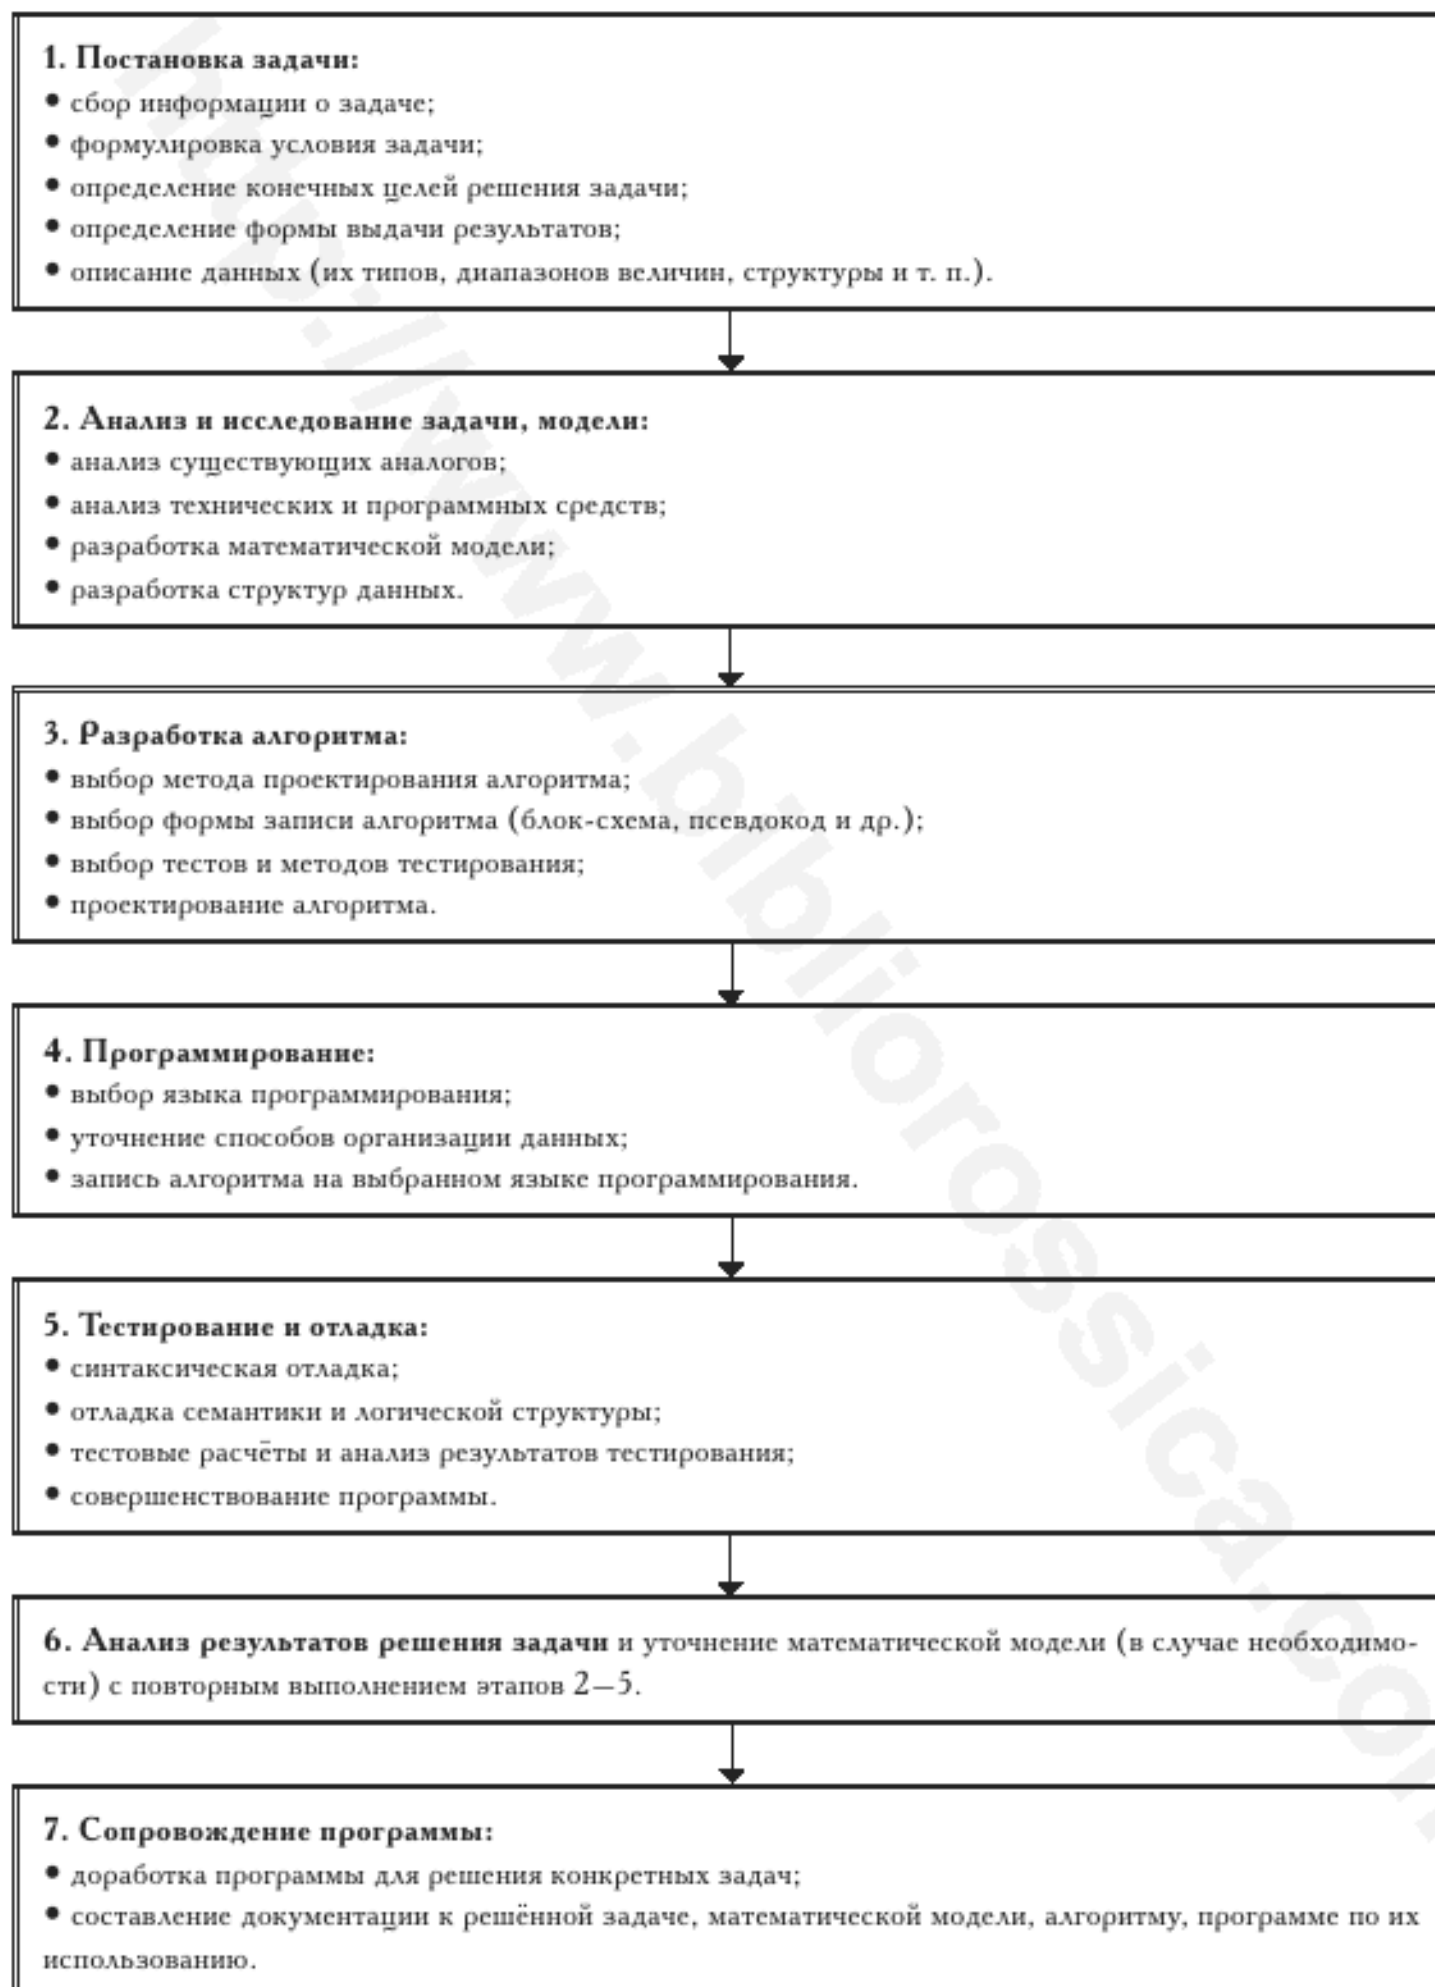 1. Постановка задачи:
• сбор информации о задаче;
• формулировка условия задачи;
• определение конечных целей решения задачи;
• определение формы выдачи результатов;
• описание данных (их типов, диапазонов величин, структуры и т. п.).
2. Анализ и исследование задачи, модели:
• анализ существующих аналогов;
• анализ технических и программных средств;
• разработка математической модели;
• разработка структур данных.
3. Разработка алгоритма:
• выбор метода проектирования алгоритма;
• выбор формы записи алгоритма (блок-схема, псевдокод и др.);
• выбор тестов и методов тестирования;
• проектирование алгоритма.
4. Программирование:
• выбор языка программирования;
• уточнение способов организации данных;
• запись алгоритма на выбранном языке программирования.
5. Тестирование и отладка:
• синтаксическая отладка;
• отладка семантики и логической структуры;
• тестовые расчёты и анализ результатов тестирования;
• совершенствование программы.
6. Анализ результатов решения задачи и уточнение математической модели (в случае необходимо-
сти) с повторным выполнением этапов 2—5.
7. Сопровождение программы:
• доработка программы для решения конкретных задач;
• составление документации к решённой задаче, математической модели, алгоритму, программе по их
использованию.
http://www.bibliorossica.com